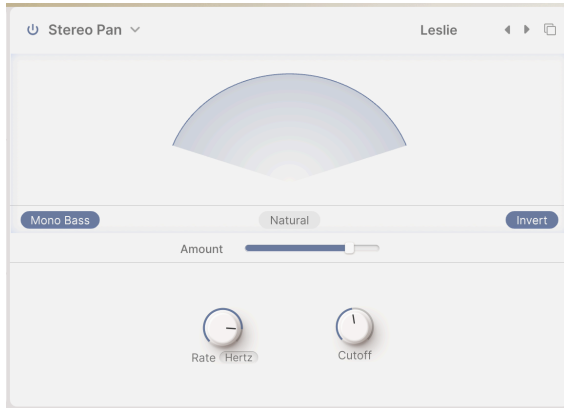 Stereo Pan Leslie
Mono Bass Natural Invert
Amount
Rate Hertz Cutoff